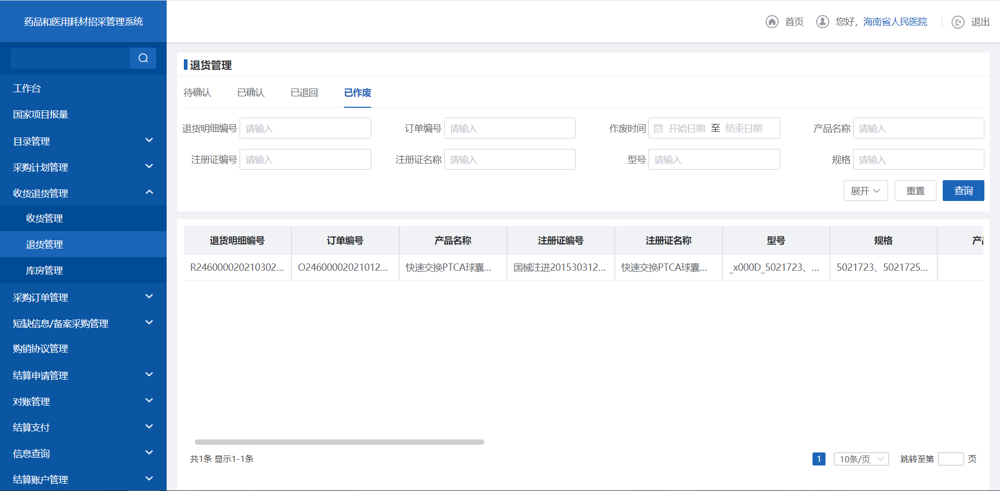 药品和医用耗材招采管理系统
首页
您好，海南省人民医院
退出
工作台
国家项目报量
目录管理
采购计划管理
收货退货管理
收货管理
退货管理
库房管理
采购订单管理
短缺信息/备案采购管理
购销协议管理
结算申请管理
对账管理
结算支付
信息查询
结算账户管理
退货管理
待确认 已确认 已退回 已作废
退货明细编号 请输入 订单编号 请输入 作废时间 开始日期 至 结束日期 产品名称 请输入
注册证编号 请输入 注册证名称 请输入 型号 请输入 规格 请输入
展开 重置 查询
退货明细编号 订单编号 产品名称 注册证编号 注册证名称 型号 规格 产
R246000020210302... O24600002021012... 快速交换PTCA球囊... 国械注进201530312... 快速交换PTCA球囊... _x000D_5021723、... 5021723、5021725...
共1条 显示1-1条
1 10条/页 跳转至第 页